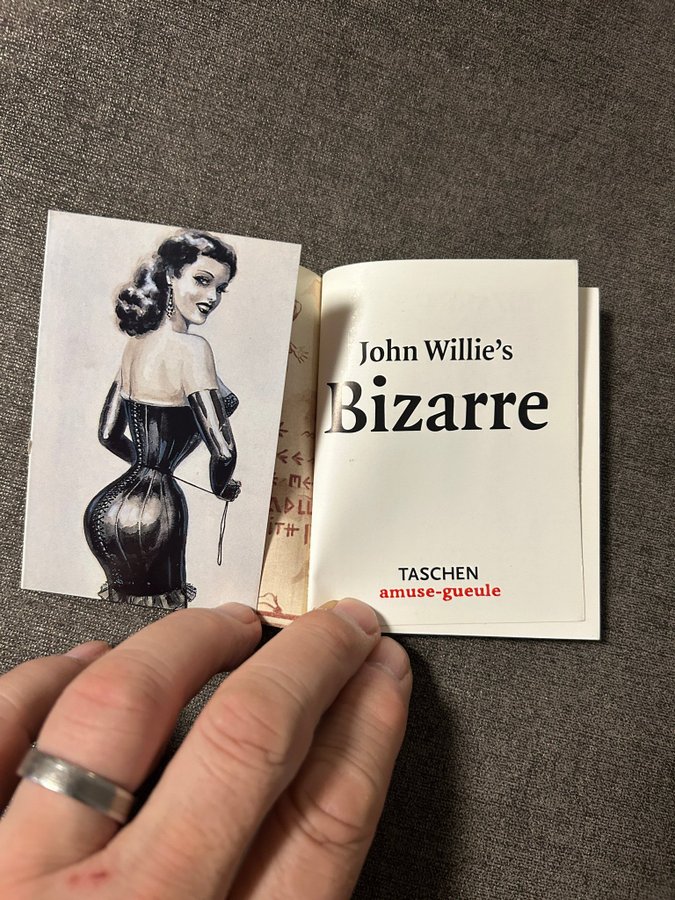 John Willie's
Bizarre
TASCHEN
amuse-gueule